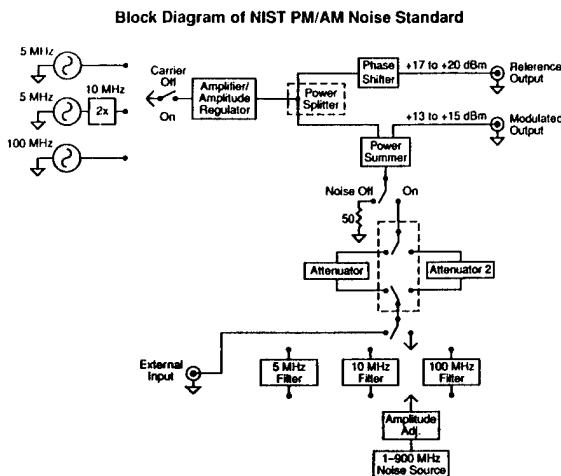 Block Diagram of NIST PM/AM Noise Standard
5 MHz
5 MHz
10 MHz
2x
100 MHz
Carrier
Off
On
Amplifier/
Amplitude
Regulator
Power
Splitter
Phase
Shifter
+17 to +20 dBm
Reference
Output
+13 to +15 dBm
Modulated
Output
Power
Summer
Noise Off
On
50
Attenuator
Attenuator 2
External
Input
5 MHz
Filter
10 MHz
Filter
100 MHz
Filter
Amplitude
Adj.
1–900 MHz
Noise Source